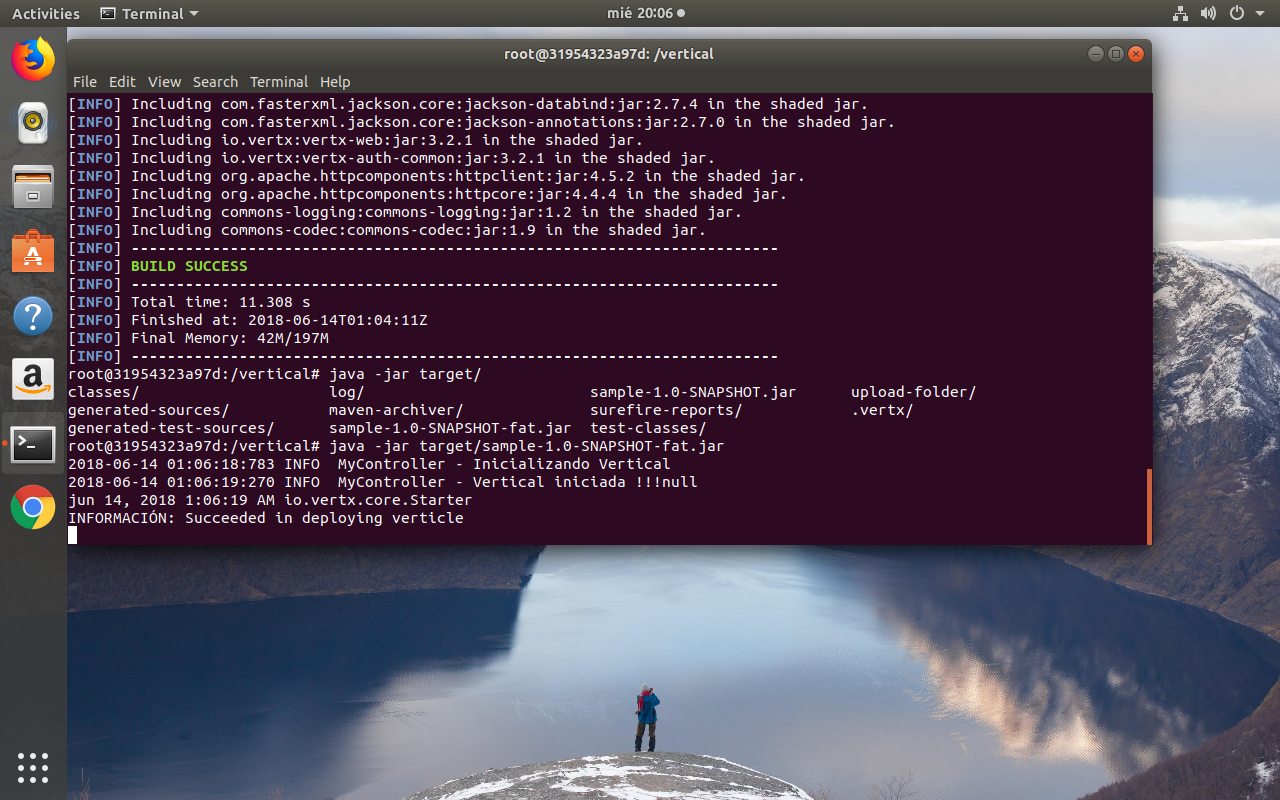 Activities Terminal mié 20:06
root@31954323a97d: /vertical
File Edit View Search Terminal Help
[INFO] Including com.fasterxml.jackson.core:jackson-databind:jar:2.7.4 in the shaded jar.
[INFO] Including com.fasterxml.jackson.core:jackson-annotations:jar:2.7.0 in the shaded jar.
[INFO] Including io.vertx:vertx-web:jar:3.2.1 in the shaded jar.
[INFO] Including io.vertx:vertx-auth-common:jar:3.2.1 in the shaded jar.
[INFO] Including org.apache.httpcomponents:httpclient:jar:4.5.2 in the shaded jar.
[INFO] Including org.apache.httpcomponents:httpcore:jar:4.4.4 in the shaded jar.
[INFO] Including commons-logging:commons-logging:jar:1.2 in the shaded jar.
[INFO] Including commons-codec:commons-codec:jar:1.9 in the shaded jar.
[INFO] ------------------------------------------------------------------------
[INFO] BUILD SUCCESS
[INFO] ------------------------------------------------------------------------
[INFO] Total time: 11.308 s
[INFO] Finished at: 2018-06-14T01:04:11Z
[INFO] Final Memory: 42M/197M
[INFO] ------------------------------------------------------------------------
root@31954323a97d:/vertical# java -jar target/
classes/ log/ sample-1.0-SNAPSHOT.jar upload-folder/
generated-sources/ maven-archiver/ surefire-reports/ .vertx/
generated-test-sources/ sample-1.0-SNAPSHOT-fat.jar test-classes/
root@31954323a97d:/vertical# java -jar target/sample-1.0-SNAPSHOT-fat.jar
2018-06-14 01:06:18:783 INFO  MyController - Inicializando Vertical
2018-06-14 01:06:19:270 INFO  MyController - Vertical iniciada !!!null
jun 14, 2018 1:06:19 AM io.vertx.core.Starter
INFORMACIÓN: Succeeded in deploying verticle